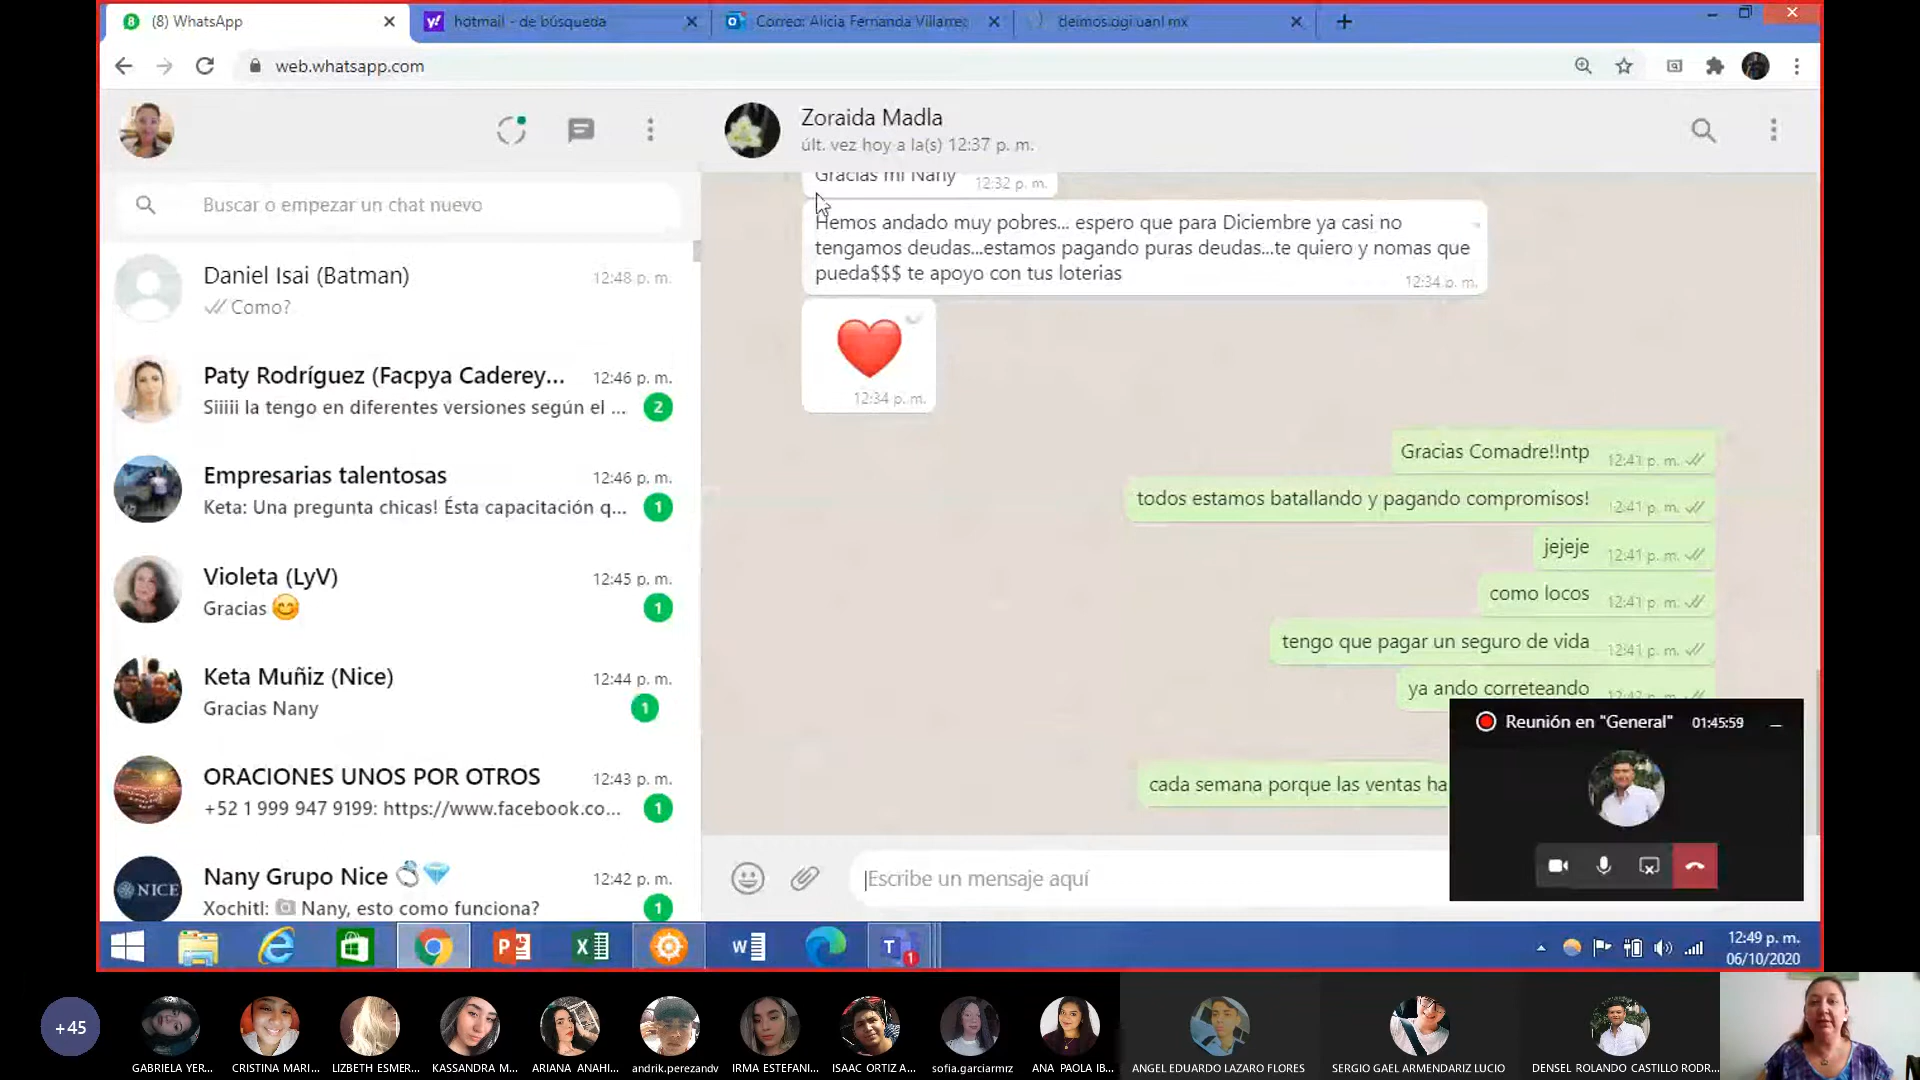 (8) WhatsApp
hotmail - de búsqueda
Correo: Alicia Fernanda Villarre
deimos.dgi.uanl.mx
web.whatsapp.com
Zoraida Madla
últ. vez hoy a la(s) 12:37 p. m.
Buscar o empezar un chat nuevo
Daniel Isai (Batman)
12:48 p. m.
Como?
Paty Rodríguez (Facpya Caderey...
12:46 p. m.
Siiiii la tengo en diferentes versiones según el ...
2
Empresarias talentosas
12:46 p. m.
Keta: Una pregunta chicas! Ésta capacitación q...
1
Violeta (LyV)
12:45 p. m.
Gracias 😊
1
Keta Muñiz (Nice)
12:44 p. m.
Gracias Nany
1
ORACIONES UNOS POR OTROS
12:43 p. m.
+52 1 999 947 9199: https://www.facebook.co...
1
NICE
Nany Grupo Nice 💍💎
12:42 p. m.
Xochitl: 📷 Nany, esto como funciona?
1
Gracias mi Nany
12:32 p. m.
Hemos andado muy pobres... espero que para Diciembre ya casi no
tengamos deudas...estamos pagando puras deudas...te quiero y nomas que
pueda$$$ te apoyo con tus loterias
12:34 p. m.
❤️
12:34 p. m.
Gracias Comadre!!ntp
12:41 p. m.
todos estamos batallando y pagando compromisos!
12:41 p. m.
jejeje
12:41 p. m.
como locos
12:41 p. m.
tengo que pagar un seguro de vida
12:41 p. m.
ya ando correteando
12:42 p. m.
cada semana porque las ventas ha
Escribe un mensaje aquí
Reunión en "General"
01:45:59
12:49 p. m.
06/10/2020
+45
GABRIELA YER...
CRISTINA MARI...
LIZBETH ESMER...
KASSANDRA M...
ARIANA ANAHI...
andrik.perezandv
IRMA ESTEFANI...
ISAAC ORTIZ A...
sofia.garciarmrz
ANA PAOLA IB...
ANGEL EDUARDO LAZARO FLORES
SERGIO GAEL ARMENDARIZ LUCIO
DENSEL ROLANDO CASTILLO RODR...